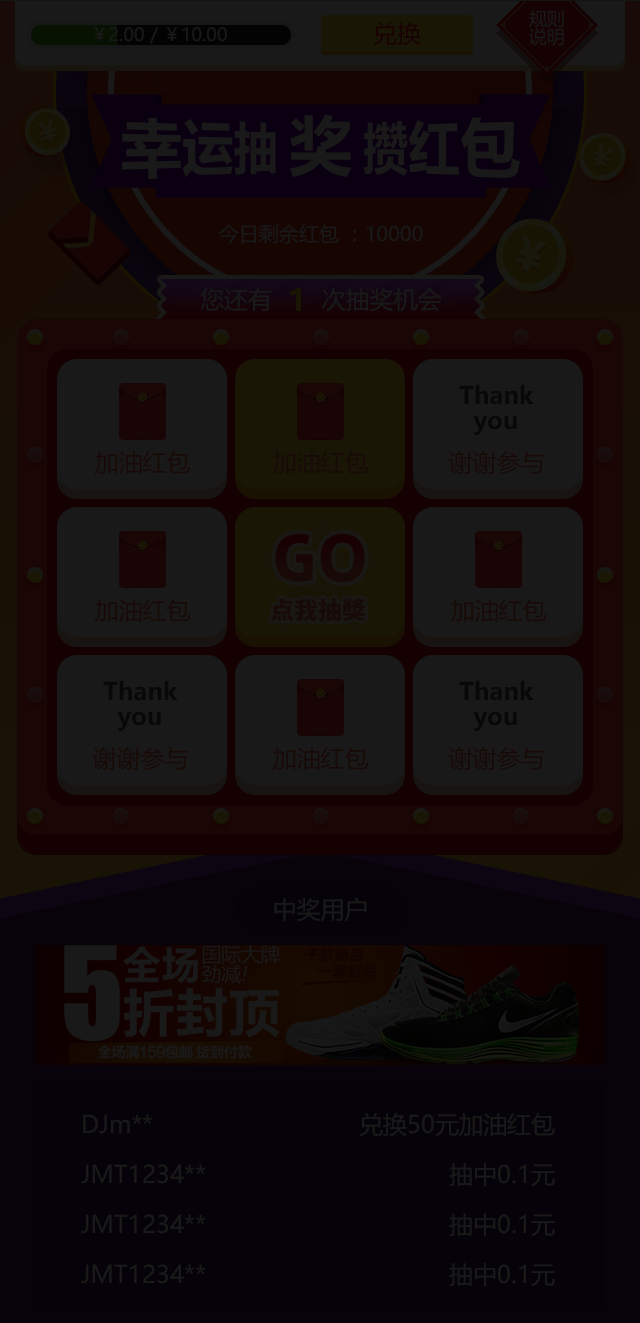 ￥2.00 / ￥10.00
兑换
规则
说明
幸运抽奖攒红包
今日剩余红包 ：10000
您还有 1 次抽奖机会
加油红包
加油红包
Thank
you
谢谢参与
加油红包
GO
点我抽奖
加油红包
Thank
you
谢谢参与
加油红包
Thank
you
谢谢参与
中奖用户
5全场
国际大牌
劲减!
折封顶
全场满159包邮 货到付款
DJm** 兑换50元加油红包
JMT1234** 抽中0.1元
JMT1234** 抽中0.1元
JMT1234** 抽中0.1元